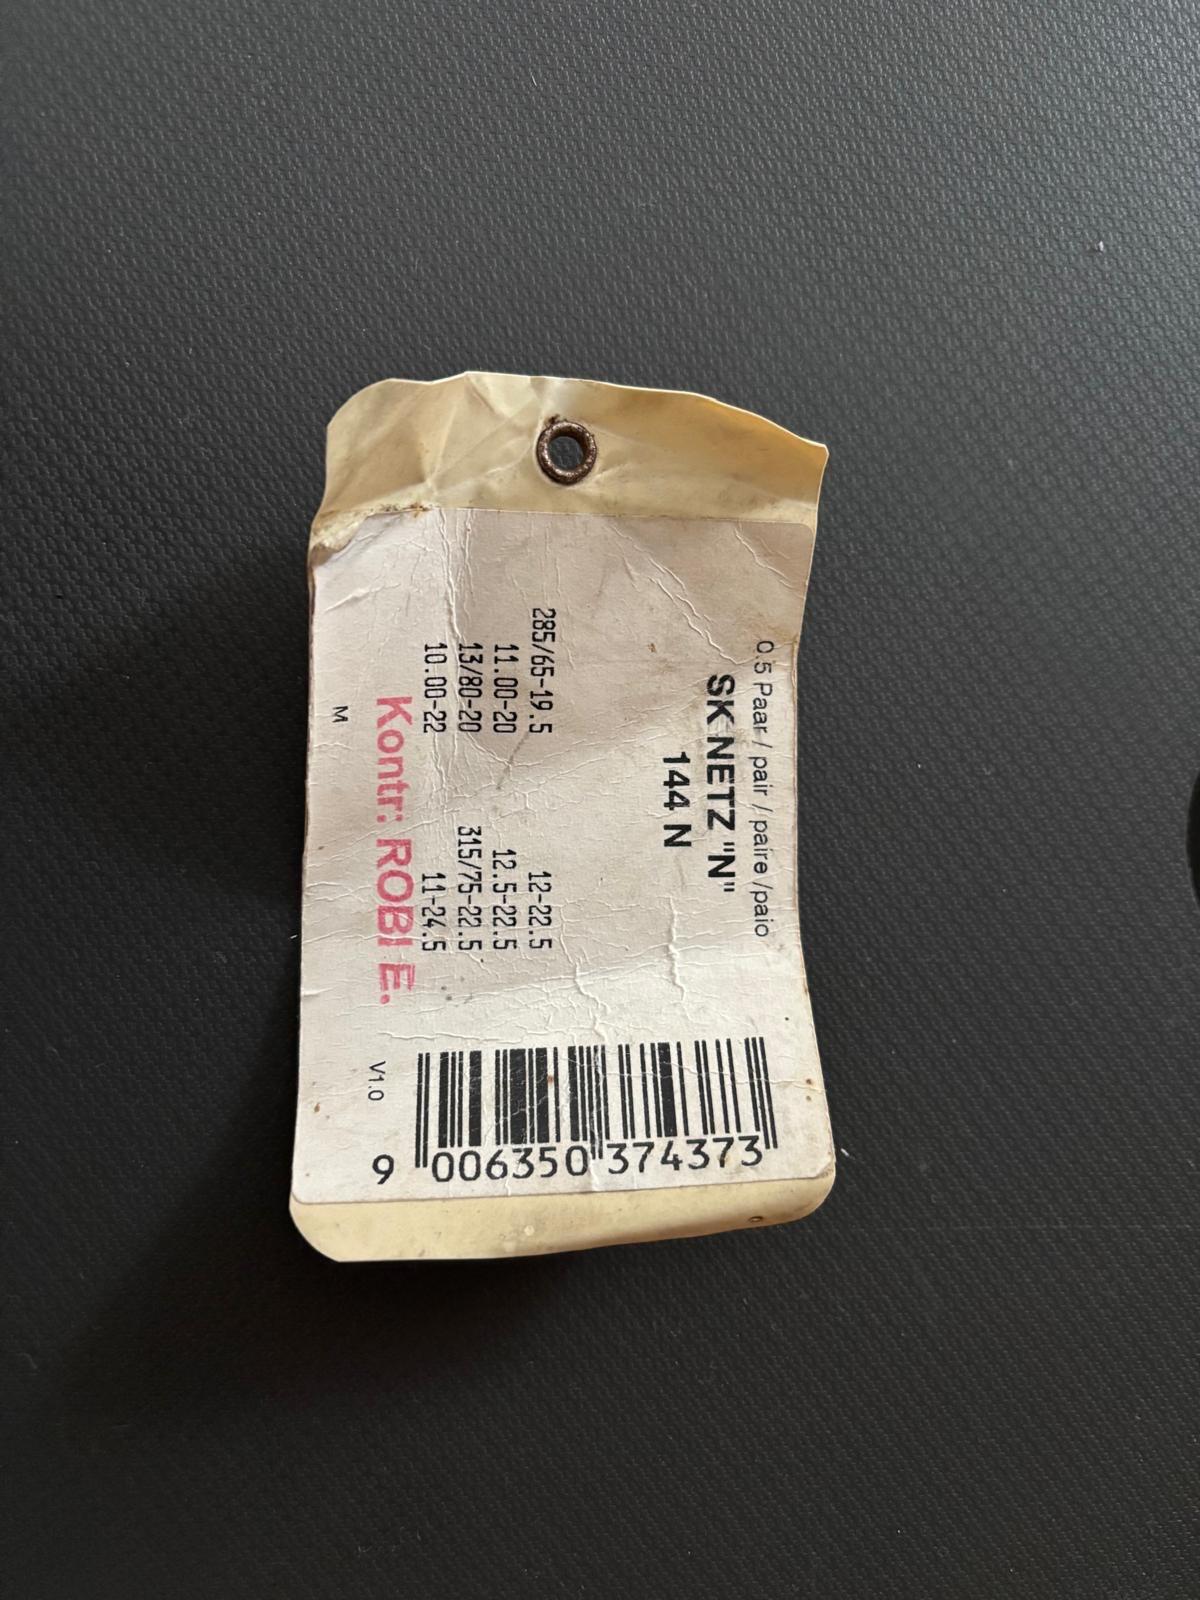 0.5 Paar / pair / paire /paio
SK NETZ "N"
144 N
285/65-19.5 12-22.5
11.00-20 12.5-22.5
13/80-20 315/75-22.5
10.00-22 11-24.5
Kontr: ROBI E.
M
V1.0
9 006350 374373